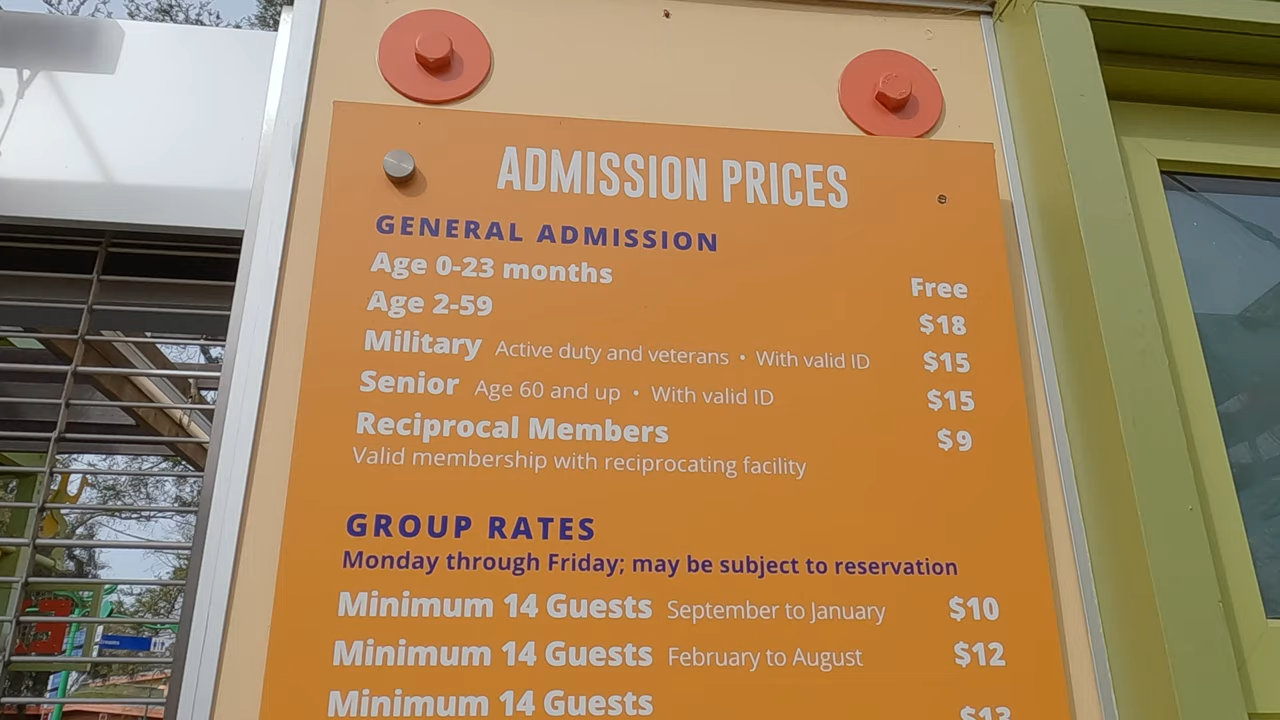 ADMISSION PRICES
GENERAL ADMISSION
Age 0-23 months Free
Age 2-59 $18
Military Active duty and veterans • With valid ID $15
Senior Age 60 and up • With valid ID $15
Reciprocal Members $9
Valid membership with reciprocating facility
GROUP RATES
Monday through Friday; may be subject to reservation
Minimum 14 Guests September to January $10
Minimum 14 Guests February to August $12
Minimum 14 Guests $13